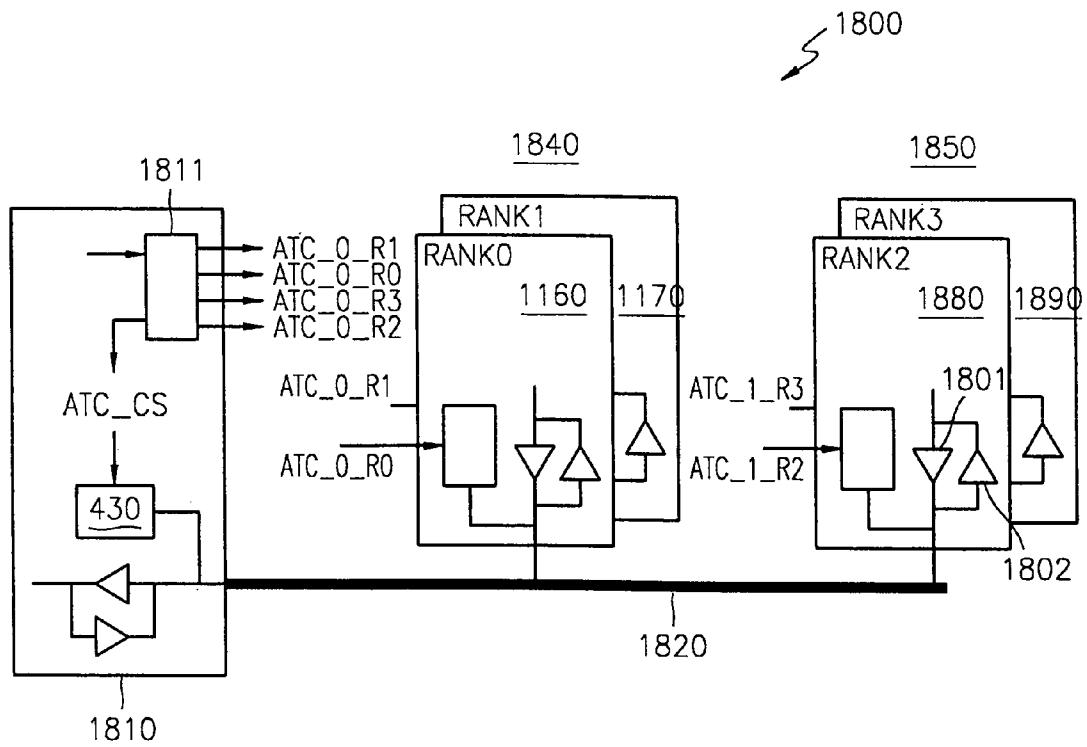 1800
1840
1850
1811
RANK1
RANK0
RANK3
RANK2
ATC_0_R1
ATC_0_R0
ATC_0_R3
ATC_0_R2
1160
1170
1880
1890
ATC_CS
ATC_0_R1
ATC_0_R0
ATC_1_R3
ATC_1_R2
1801
1802
430
1820
1810